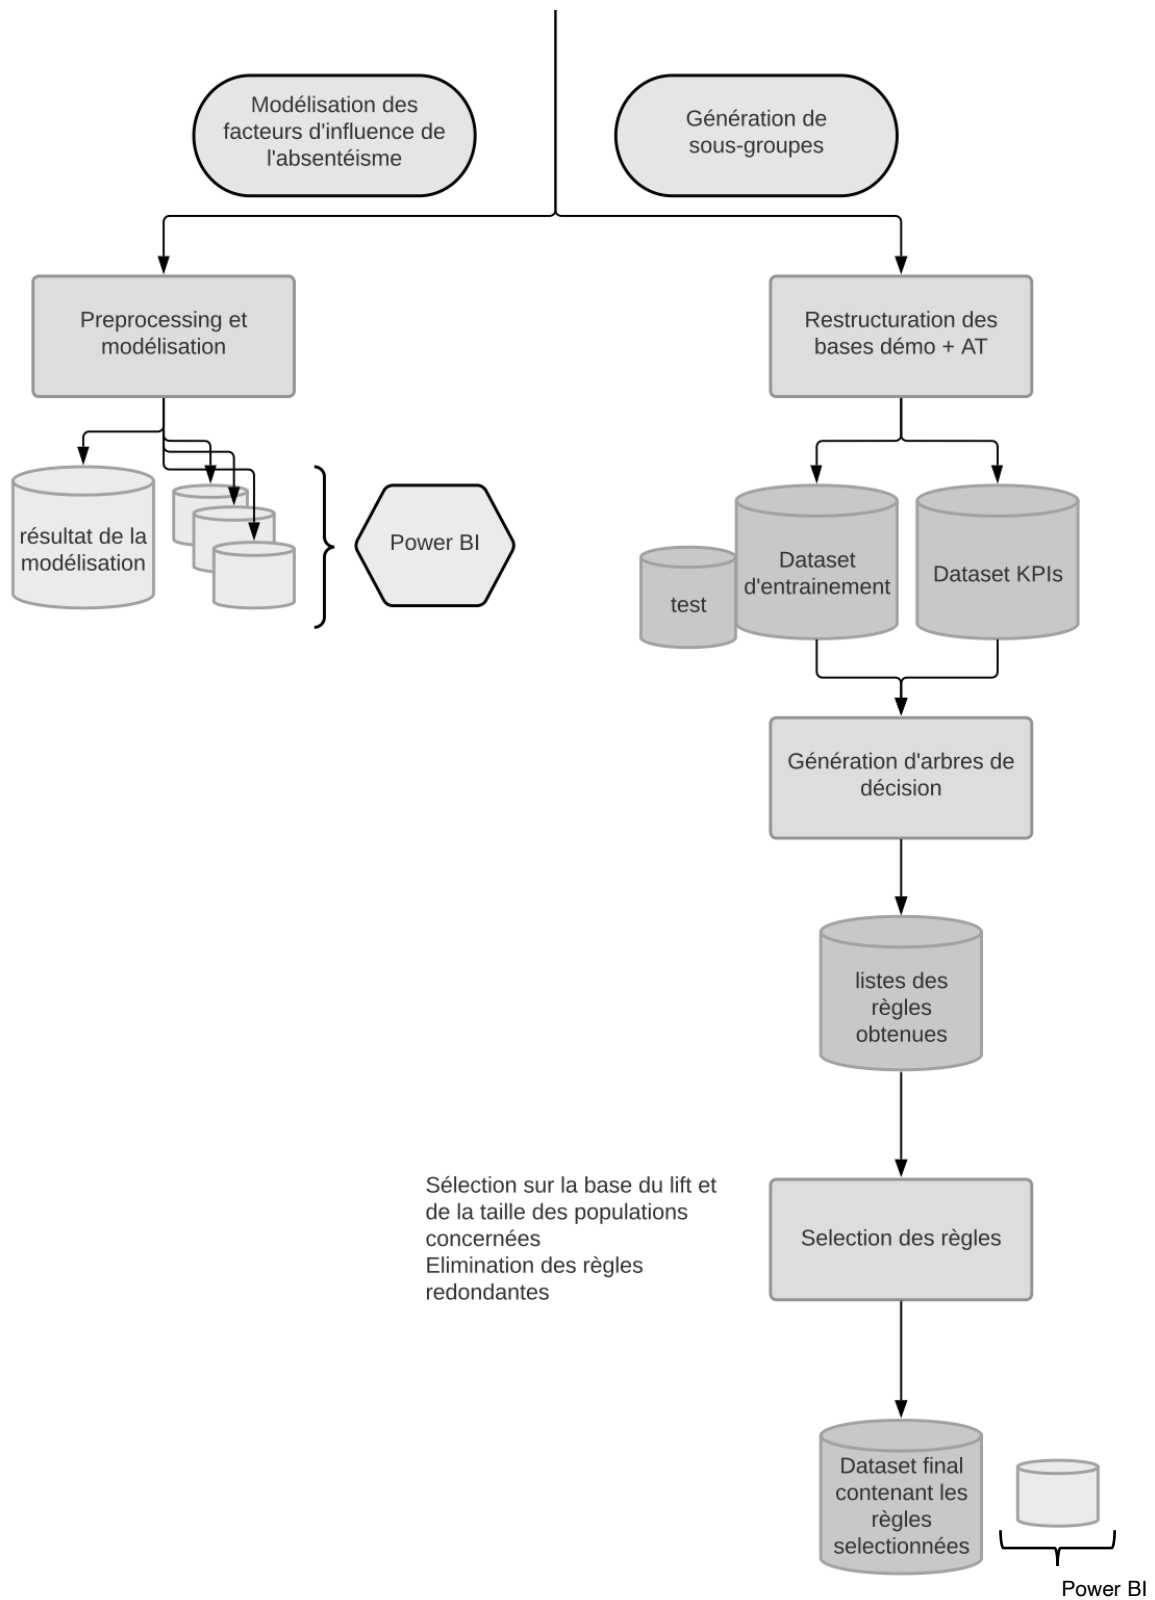 Modélisation des
facteurs d'influence de
l'absentéisme
Génération de
sous-groupes
Preprocessing et
modélisation
Restructuration des
bases démo + AT
résultat de la
modélisation
Power BI
test
Dataset
d'entrainement
Dataset KPIs
Génération d'arbres de
décision
listes des
règles
obtenues
Sélection sur la base du lift et
de la taille des populations
concernées
Elimination des règles
redondantes
Selection des règles
Dataset final
contenant les
règles
selectionnées
Power BI